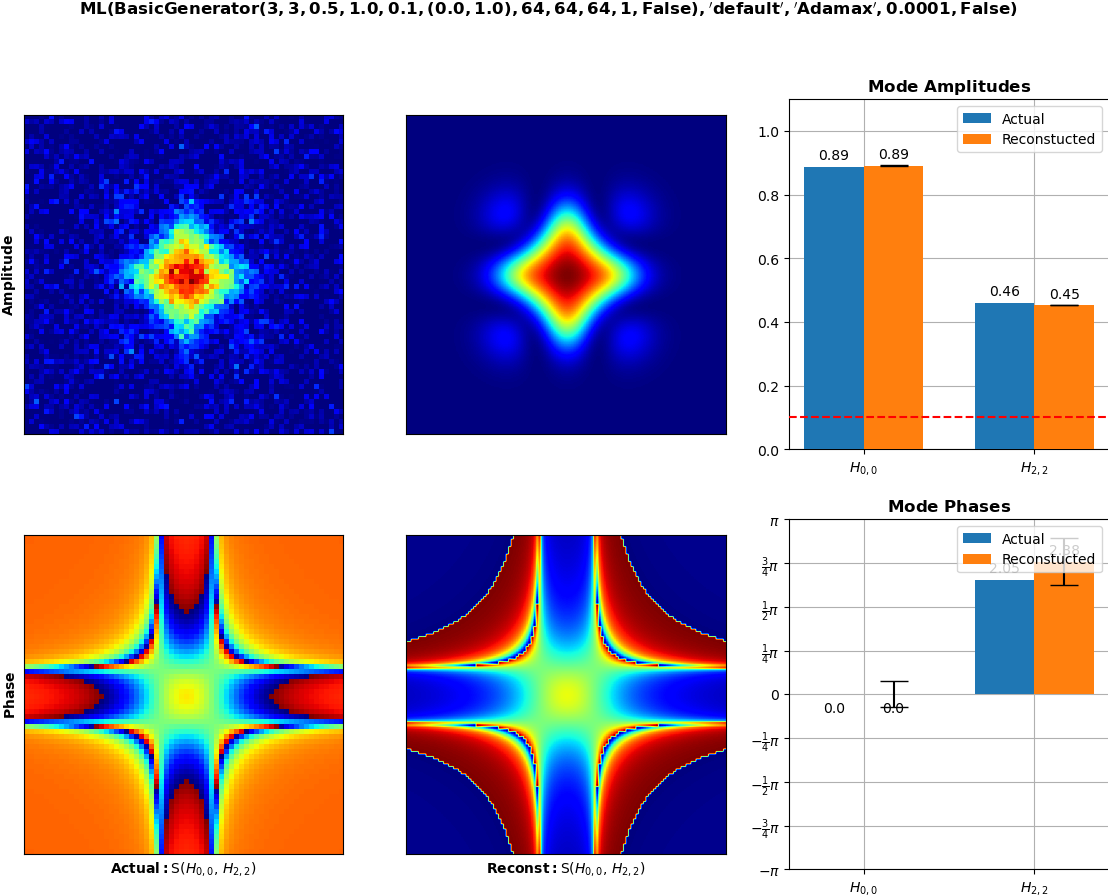 ML(BasicGenerator(3, 3, 0.5, 1.0, 0.1, (0.0, 1.0), 64, 64, 64, 1, False), ′default′, ′Adamax′, 0.0001, False)
Mode Amplitudes
Actual
Reconstucted
0.89
0.89
0.46
0.45
1.0
0.8
0.6
0.4
0.2
0.0
H0, 0
H2, 2
Amplitude
Mode Phases
Actual
Reconstucted
2.05
2.38
0.0
0.0
π
3/4π
1/2π
1/4π
0
−1/4π
−1/2π
−3/4π
−π
H0, 0
H2, 2
Phase
Actual: S(H0, 0, H2, 2)
Reconst: S(H0, 0, H2, 2)